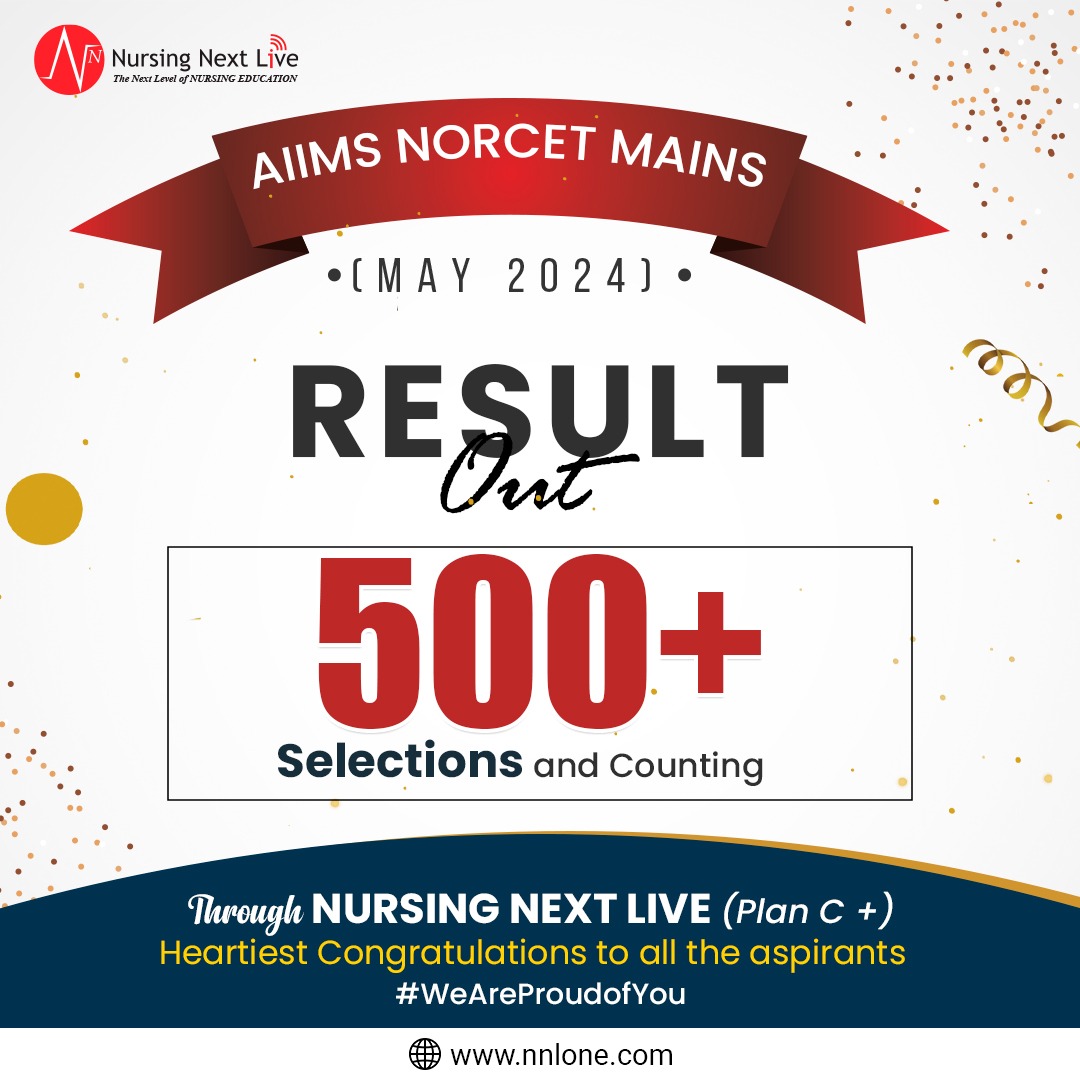 N
Nursing Next Live
The Next Level of NURSING EDUCATION
AIIMS NORCET MAINS
•(MAY 2024)•
RESULT
Out
500+
Selections and Counting
Through NURSING NEXT LIVE (Plan C +)
Heartiest Congratulations to all the aspirants
#WeAreProudofYou
www.nnlone.com